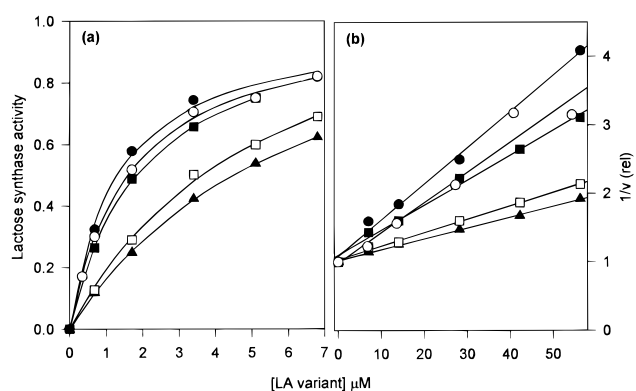 (a)
(b)
1.0
0.8
0.6
0.4
0.2
0.0
Lactose synthase activity
4
3
2
1
0
1/v (rel)
0 1 2 3 4 5 6 7
0 10 20 30 40 50
[LA variant] μM